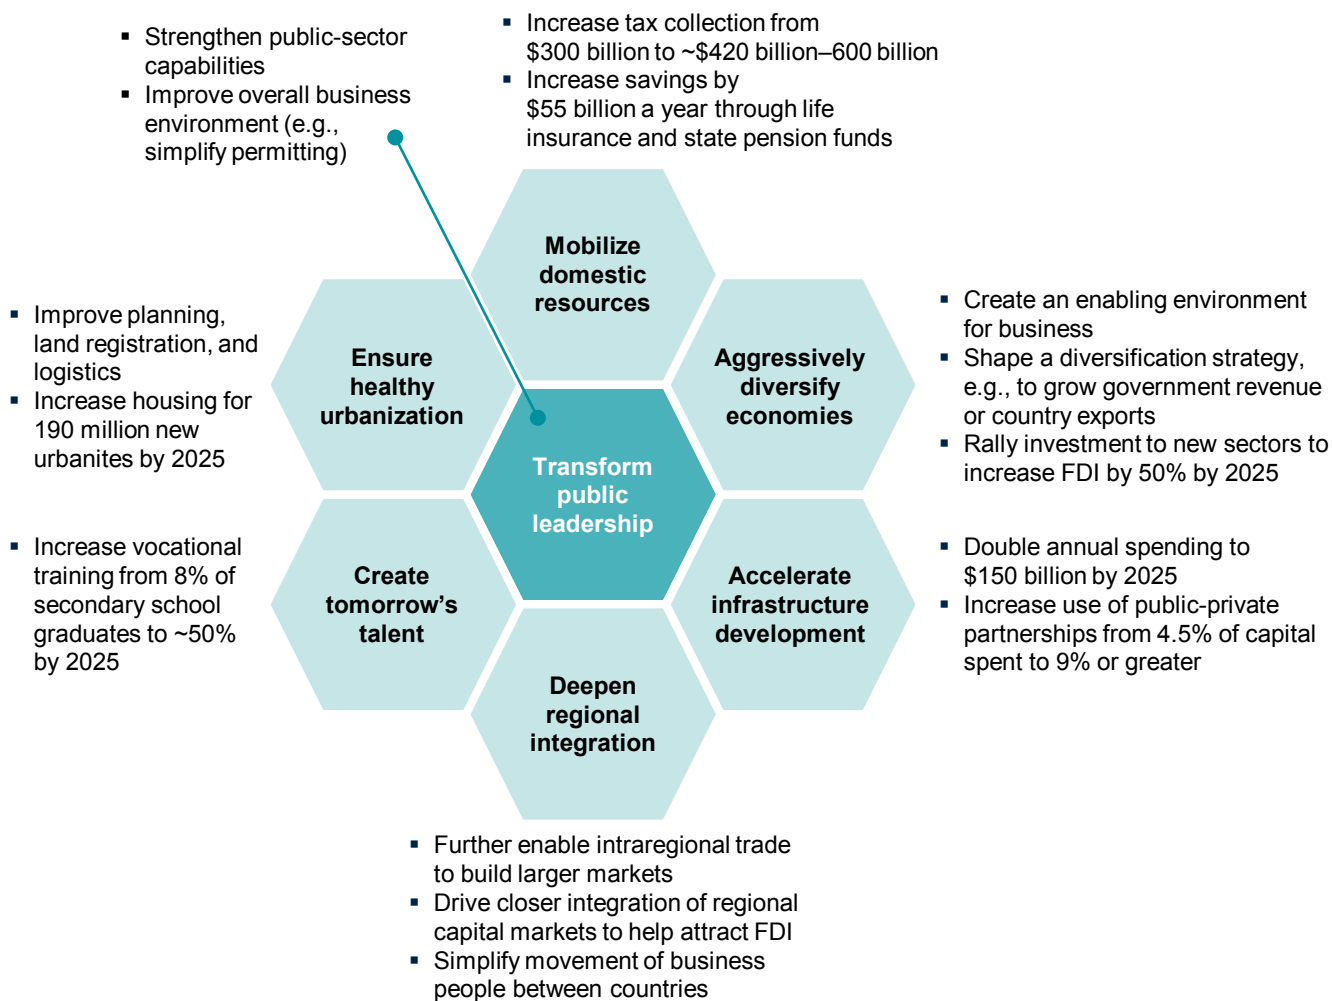 ▪ Strengthen public-sector
capabilities
▪ Improve overall business
environment (e.g.,
simplify permitting)
▪ Increase tax collection from
$300 billion to ~$420 billion–600 billion
▪ Increase savings by
$55 billion a year through life
insurance and state pension funds
Mobilize
domestic
resources
▪ Improve planning,
land registration, and
logistics
▪ Increase housing for
190 million new
urbanites by 2025
Ensure
healthy
urbanization
Aggressively
diversify
economies
▪ Create an enabling environment
for business
▪ Shape a diversification strategy,
e.g., to grow government revenue
or country exports
▪ Rally investment to new sectors to
increase FDI by 50% by 2025
Transform
public
leadership
▪ Increase vocational
training from 8% of
secondary school
graduates to ~50%
by 2025
Create
tomorrow’s
talent
Accelerate
infrastructure
development
▪ Double annual spending to
$150 billion by 2025
▪ Increase use of public-private
partnerships from 4.5% of capital
spent to 9% or greater
Deepen
regional
integration
▪ Further enable intraregional trade
to build larger markets
▪ Drive closer integration of regional
capital markets to help attract FDI
▪ Simplify movement of business
people between countries